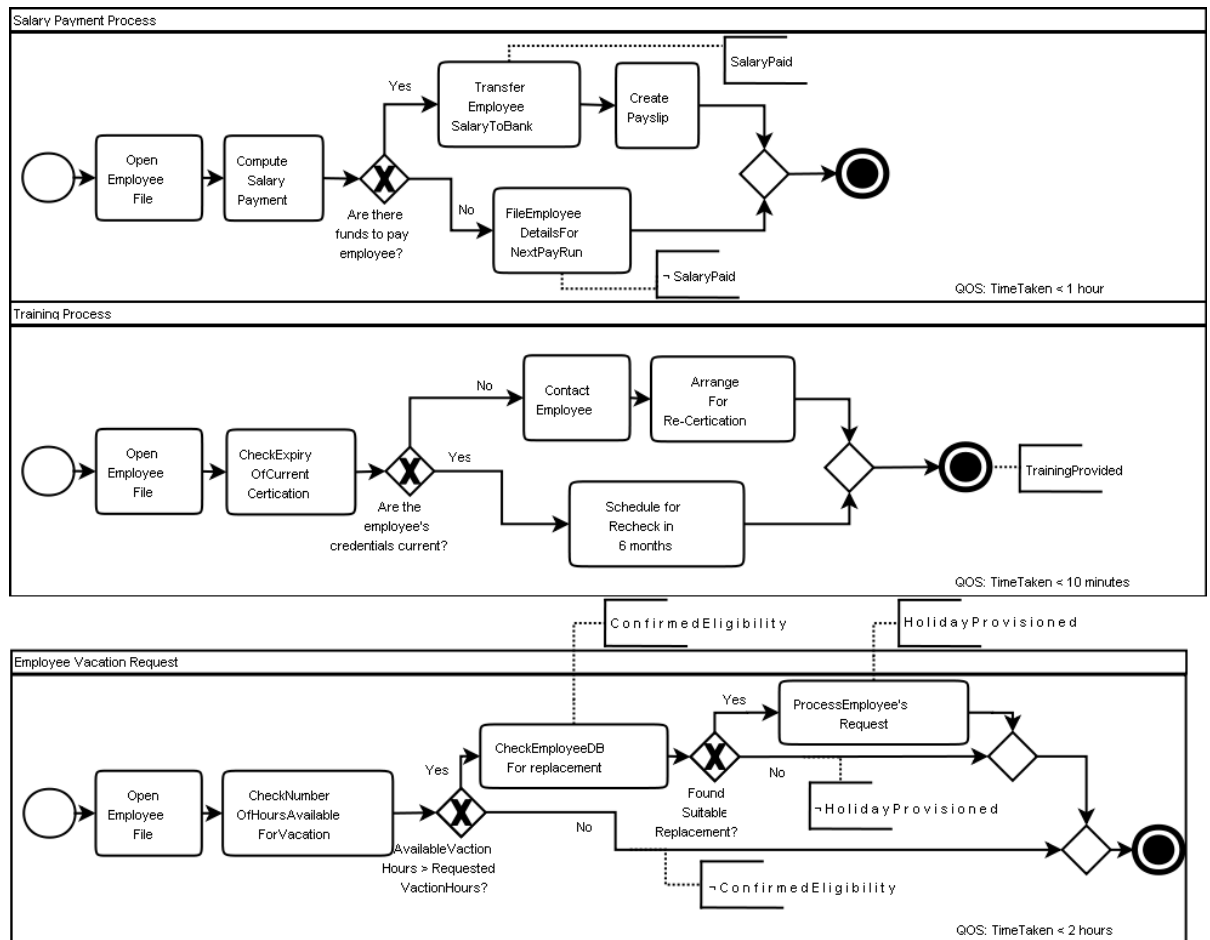 Salary Payment Process
SalaryPaid
Yes
Transfer
Employee
SalaryToBank
Create
Payslip
Open
Employee
File
Compute
Salary
Payment
X
Are there
funds to pay
employee?
No
FileEmployee
DetailsFor
NextPayRun
¬ SalaryPaid
QOS: TimeTaken < 1 hour
Training Process
No
Contact
Employee
Arrange
For
Re-Certication
Open
Employee
File
CheckExpiry
OfCurrent
Certication
X
Yes
Are the
employee's
credentials current?
Schedule for
Recheck in
6 months
TrainingProvided
QOS: TimeTaken < 10 minutes
ConfirmedEligibility
HolidayProvisioned
Employee Vacation Request
Yes
ProcessEmployee's
Request
Yes
CheckEmployeeDB
For replacement
X
No
Found
Suitable
Replacement?
¬HolidayProvisioned
Open
Employee
File
CheckNumber
OfHoursAvailable
ForVacation
X
No
AvailableVaction
Hours > Requested
VactionHours?
¬ConfirmedEligibility
QOS: TimeTaken < 2 hours